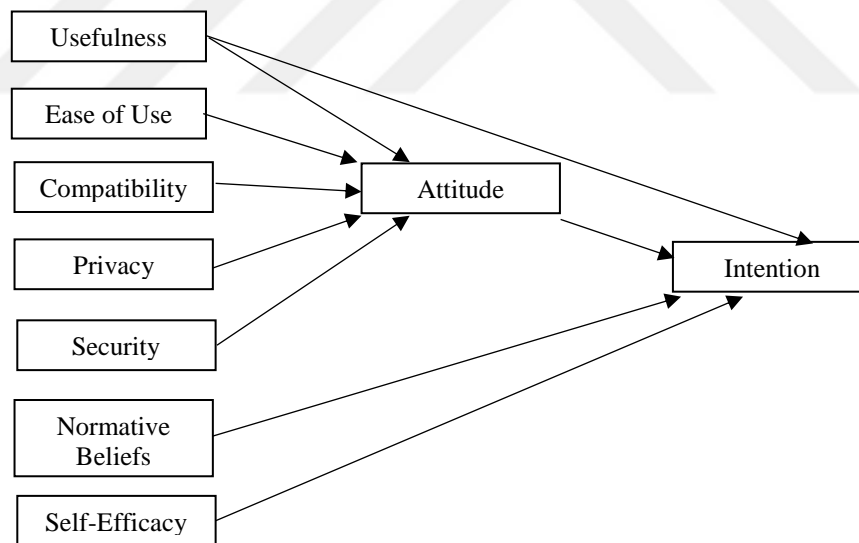 Usefulness
Ease of Use
Compatibility
Attitude
Privacy
Intention
Security
Normative
Beliefs
Self-Efficacy